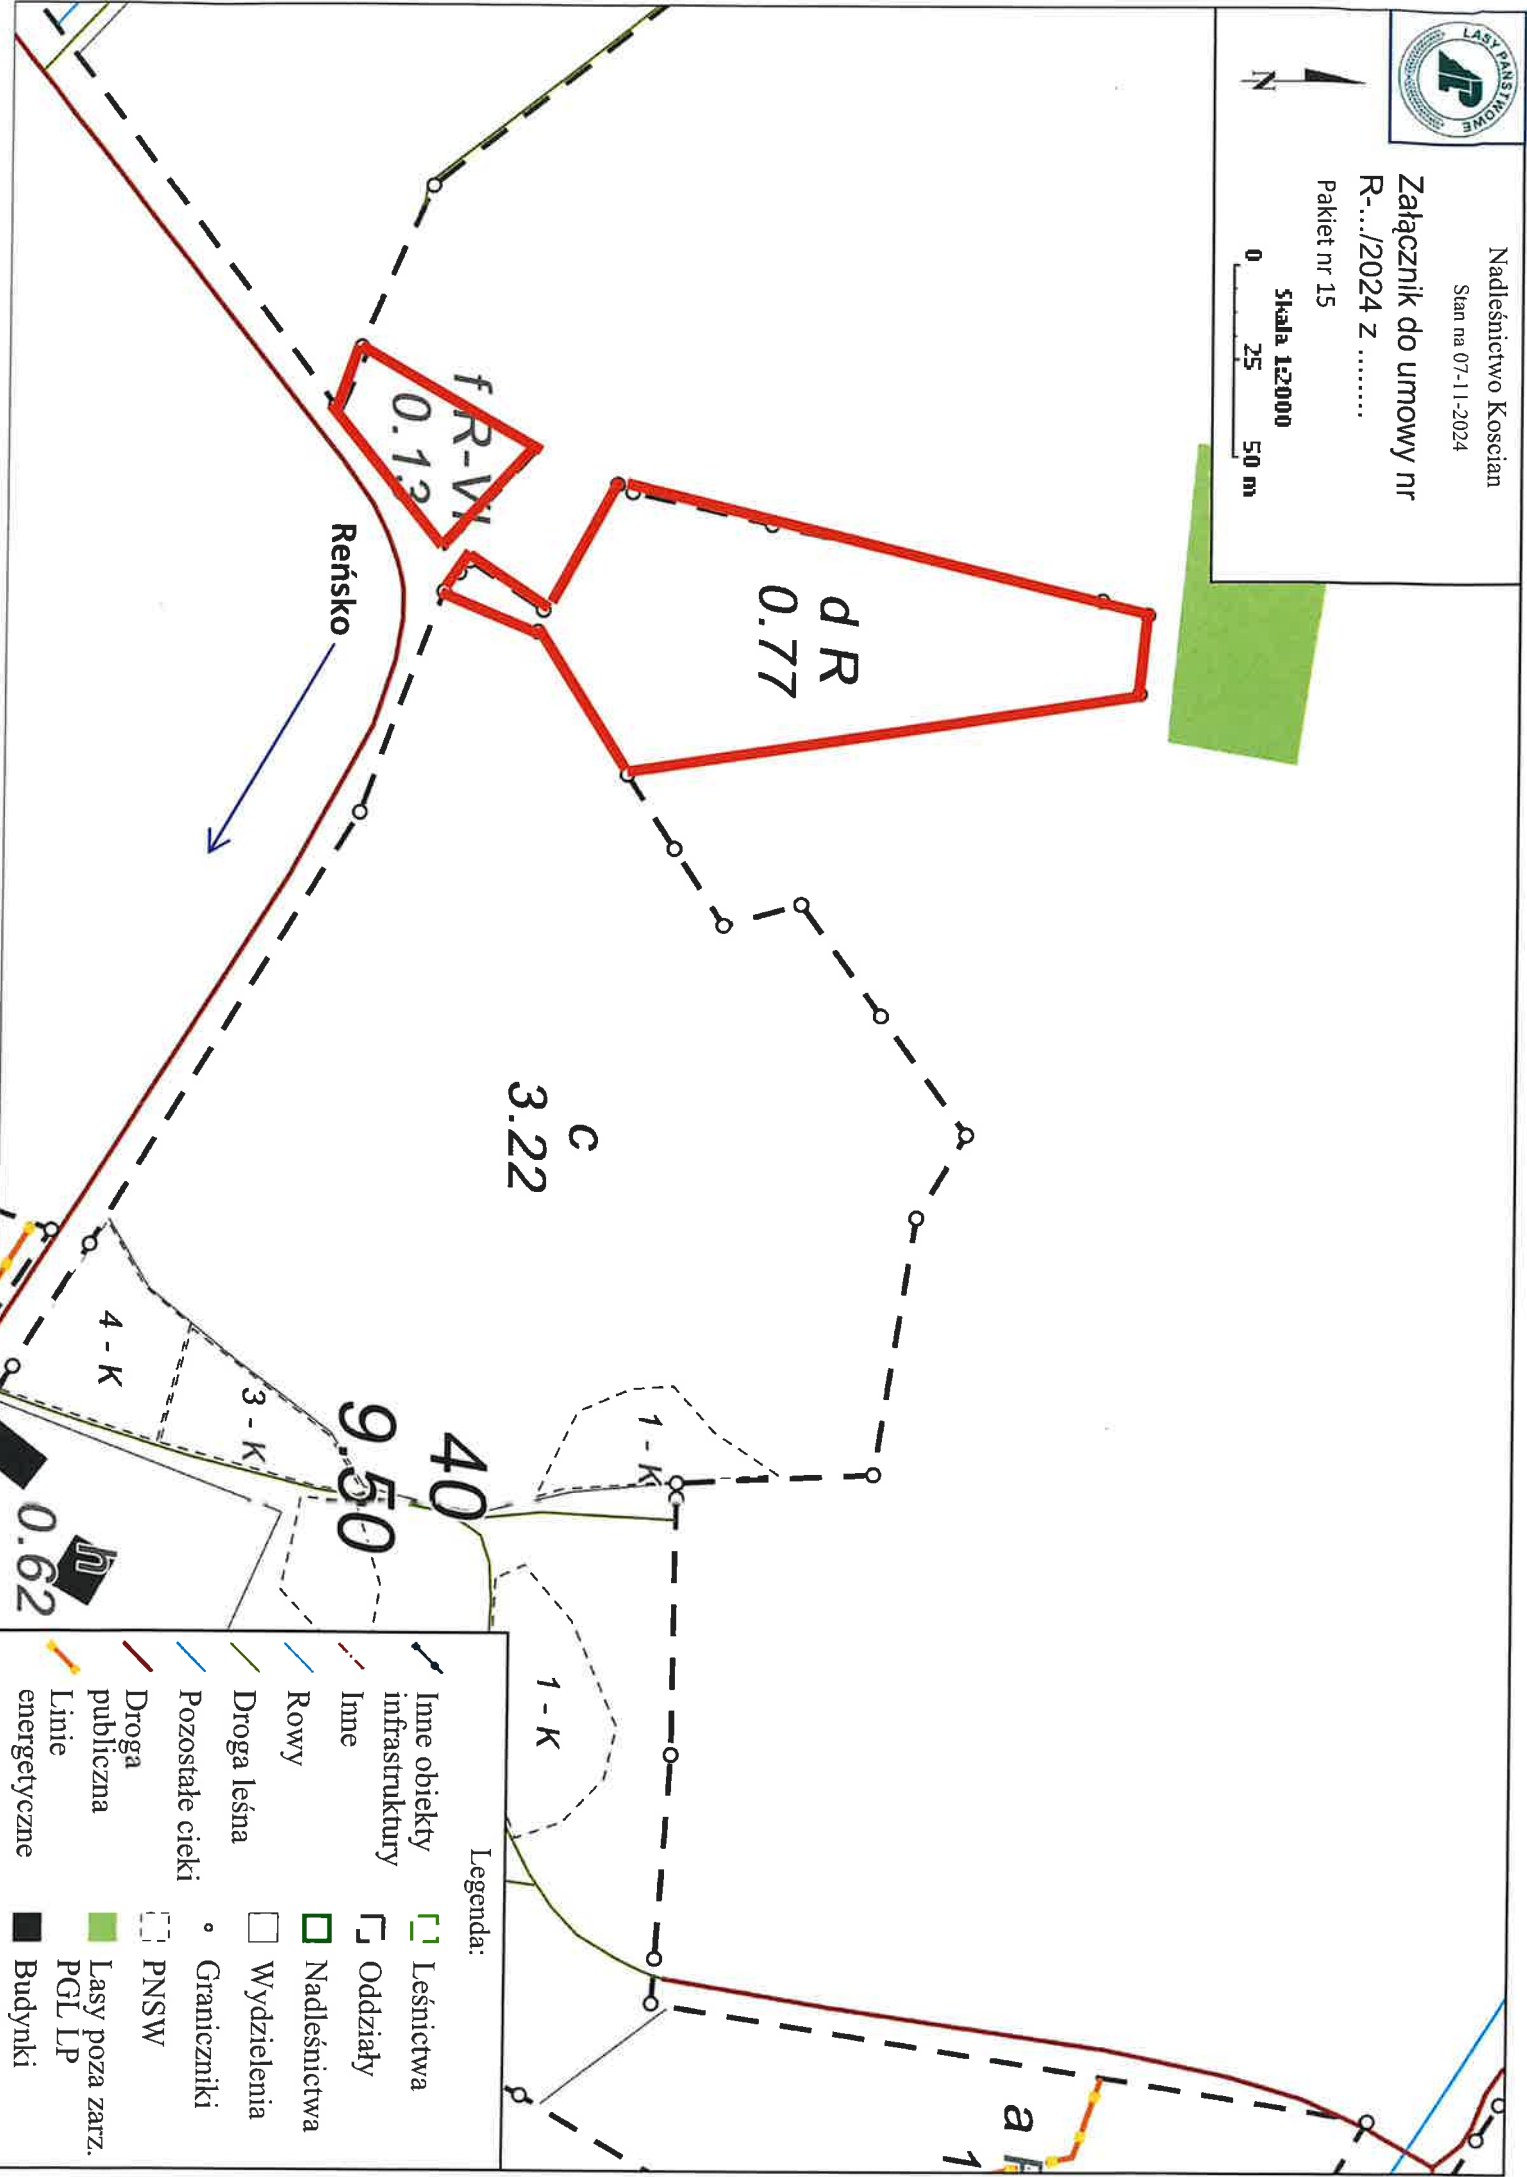 LASY PAŃSTWOWE
Nadleśnictwo Koscian
Stan na 07-11-2024
Załącznik do umowy nr
R-.../2024 z ........
Pakiet nr 15
Skala 1:2000
0 25 50 m
N
f R-VI
0.13
d R
0.77
Reńsko
c
3.22
4 - K
3 - K
1 - K
40
9.50
h
0.62
1 - K
a
1
Legenda:
Inne obiekty
infrastruktury
Inne
Rowy
Droga leśna
Pozostałe cieki
Droga
publiczna
Linie
energetyczne
Leśnictwa
Oddziały
Nadleśnictwa
Wydzielenia
Graniczniki
PNSW
Lasy poza zarz.
PGL LP
Budynki